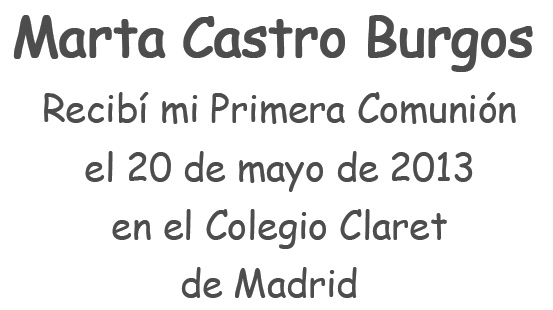 Marta Castro Burgos
Recibí mi Primera Comunión
el 20 de mayo de 2013
en el Colegio Claret
de Madrid